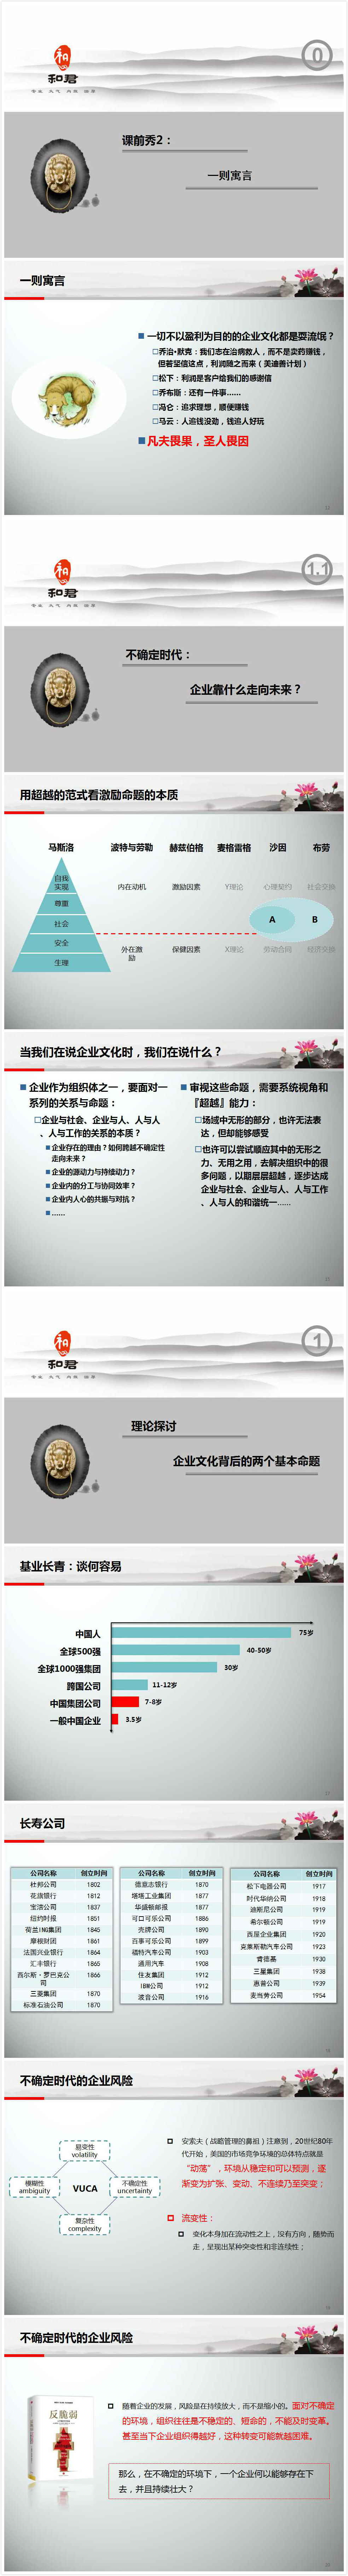 和君
0
课前秀2：
一则寓言
一则寓言
一切不以盈利为目的的企业文化都是耍流氓？
乔治•默克：我们志在治病救人，而不是卖药赚钱，
但若坚信这点，利润随之而来（美迪善计划）
松下：利润是客户给我们的感谢信
乔布斯：还有一件事……
冯仑：追求理想，顺便赚钱
马云：人追钱没劲，钱追人好玩
凡夫畏果，圣人畏因
和君
1.1
不确定时代：
企业靠什么走向未来？
用超越的范式看激励命题的本质
马斯洛 波特与劳勒 赫兹伯格 麦格雷格 沙因 布劳
自我
实现
内在动机 激励因素 Y理论 心理契约 社会交换
尊重
社会
A B
安全
外在激
励
保健因素 X理论 劳动合同 经济交换
生理
当我们在说企业文化时，我们在说什么？
企业作为组织体之一，要面对一
系列的关系与命题：
企业与社会、企业与人、人与人
、人与工作的关系的本质？
企业存在的理由？如何跨越不确定性
走向未来？
企业的源动力与持续动力？
企业内的分工与协同效率？
企业内人心的共振与对抗？
……
审视这些命题，需要系统视角和
『超越』能力：
场域中无形的部分，也许无法表
达，但却能够感受
也许可以尝试顺应其中的无形之
力、无用之用，去解决组织中的很
多问题，以期层层超越，逐步达成
企业与社会、企业与人、人与工作
、人与人的和谐统一……
和君
1
理论探讨
企业文化背后的两个基本命题
基业长青：谈何容易
中国人 75岁
全球500强 40-50岁
全球1000强集团 30岁
跨国公司 11-12岁
中国集团公司 7-8岁
一般中国企业 3.5岁
长寿公司
公司名称 创立时间
杜邦公司 1802
花旗银行 1812
宝洁公司 1837
纽约时报 1851
荷兰ING集团 1845
摩根财团 1861
法国兴业银行 1864
汇丰银行 1865
西尔斯·罗巴克公
司 1866
三菱集团 1870
标准石油公司 1870
公司名称 创立时间
德意志银行 1870
塔塔工业集团 1877
华盛顿邮报 1877
可口可乐公司 1886
壳牌公司 1890
百事可乐公司 1899
福特汽车公司 1903
通用汽车 1908
住友集团 1912
IBM公司 1912
波音公司 1916
公司名称 创立时间
松下电器公司 1917
时代华纳公司 1918
迪斯尼公司 1919
希尔顿公司 1919
西屋企业集团 1920
克莱斯勒汽车公司 1923
肯德基 1930
三星集团 1938
惠普公司 1939
麦当劳公司 1954
不确定时代的企业风险
易变性
volatility
模糊性
ambiguity
VUCA
不确定性
uncertainty
复杂性
complexity
安索夫（战略管理的鼻祖）注意到，20世纪80年
代开始，美国的市场竞争环境的总体特点就是
“动荡”，环境从稳定和可以预测，逐
渐变为扩张、变动、不连续乃至突变；
流变性：
变化本身加在流动性之上，没有方向，随势而
走，呈现出某种突变性和非连续性；
不确定时代的企业风险
反脆弱
随着企业的发展，风险是在持续放大，而不是缩小的。面对不确定
的环境，组织往往是不稳定的、短命的，不能及时变革。
甚至当下企业组织得越好，这种转变可能就越困难。
那么，在不确定的环境下，一个企业何以能够存在下
去，并且持续壮大？